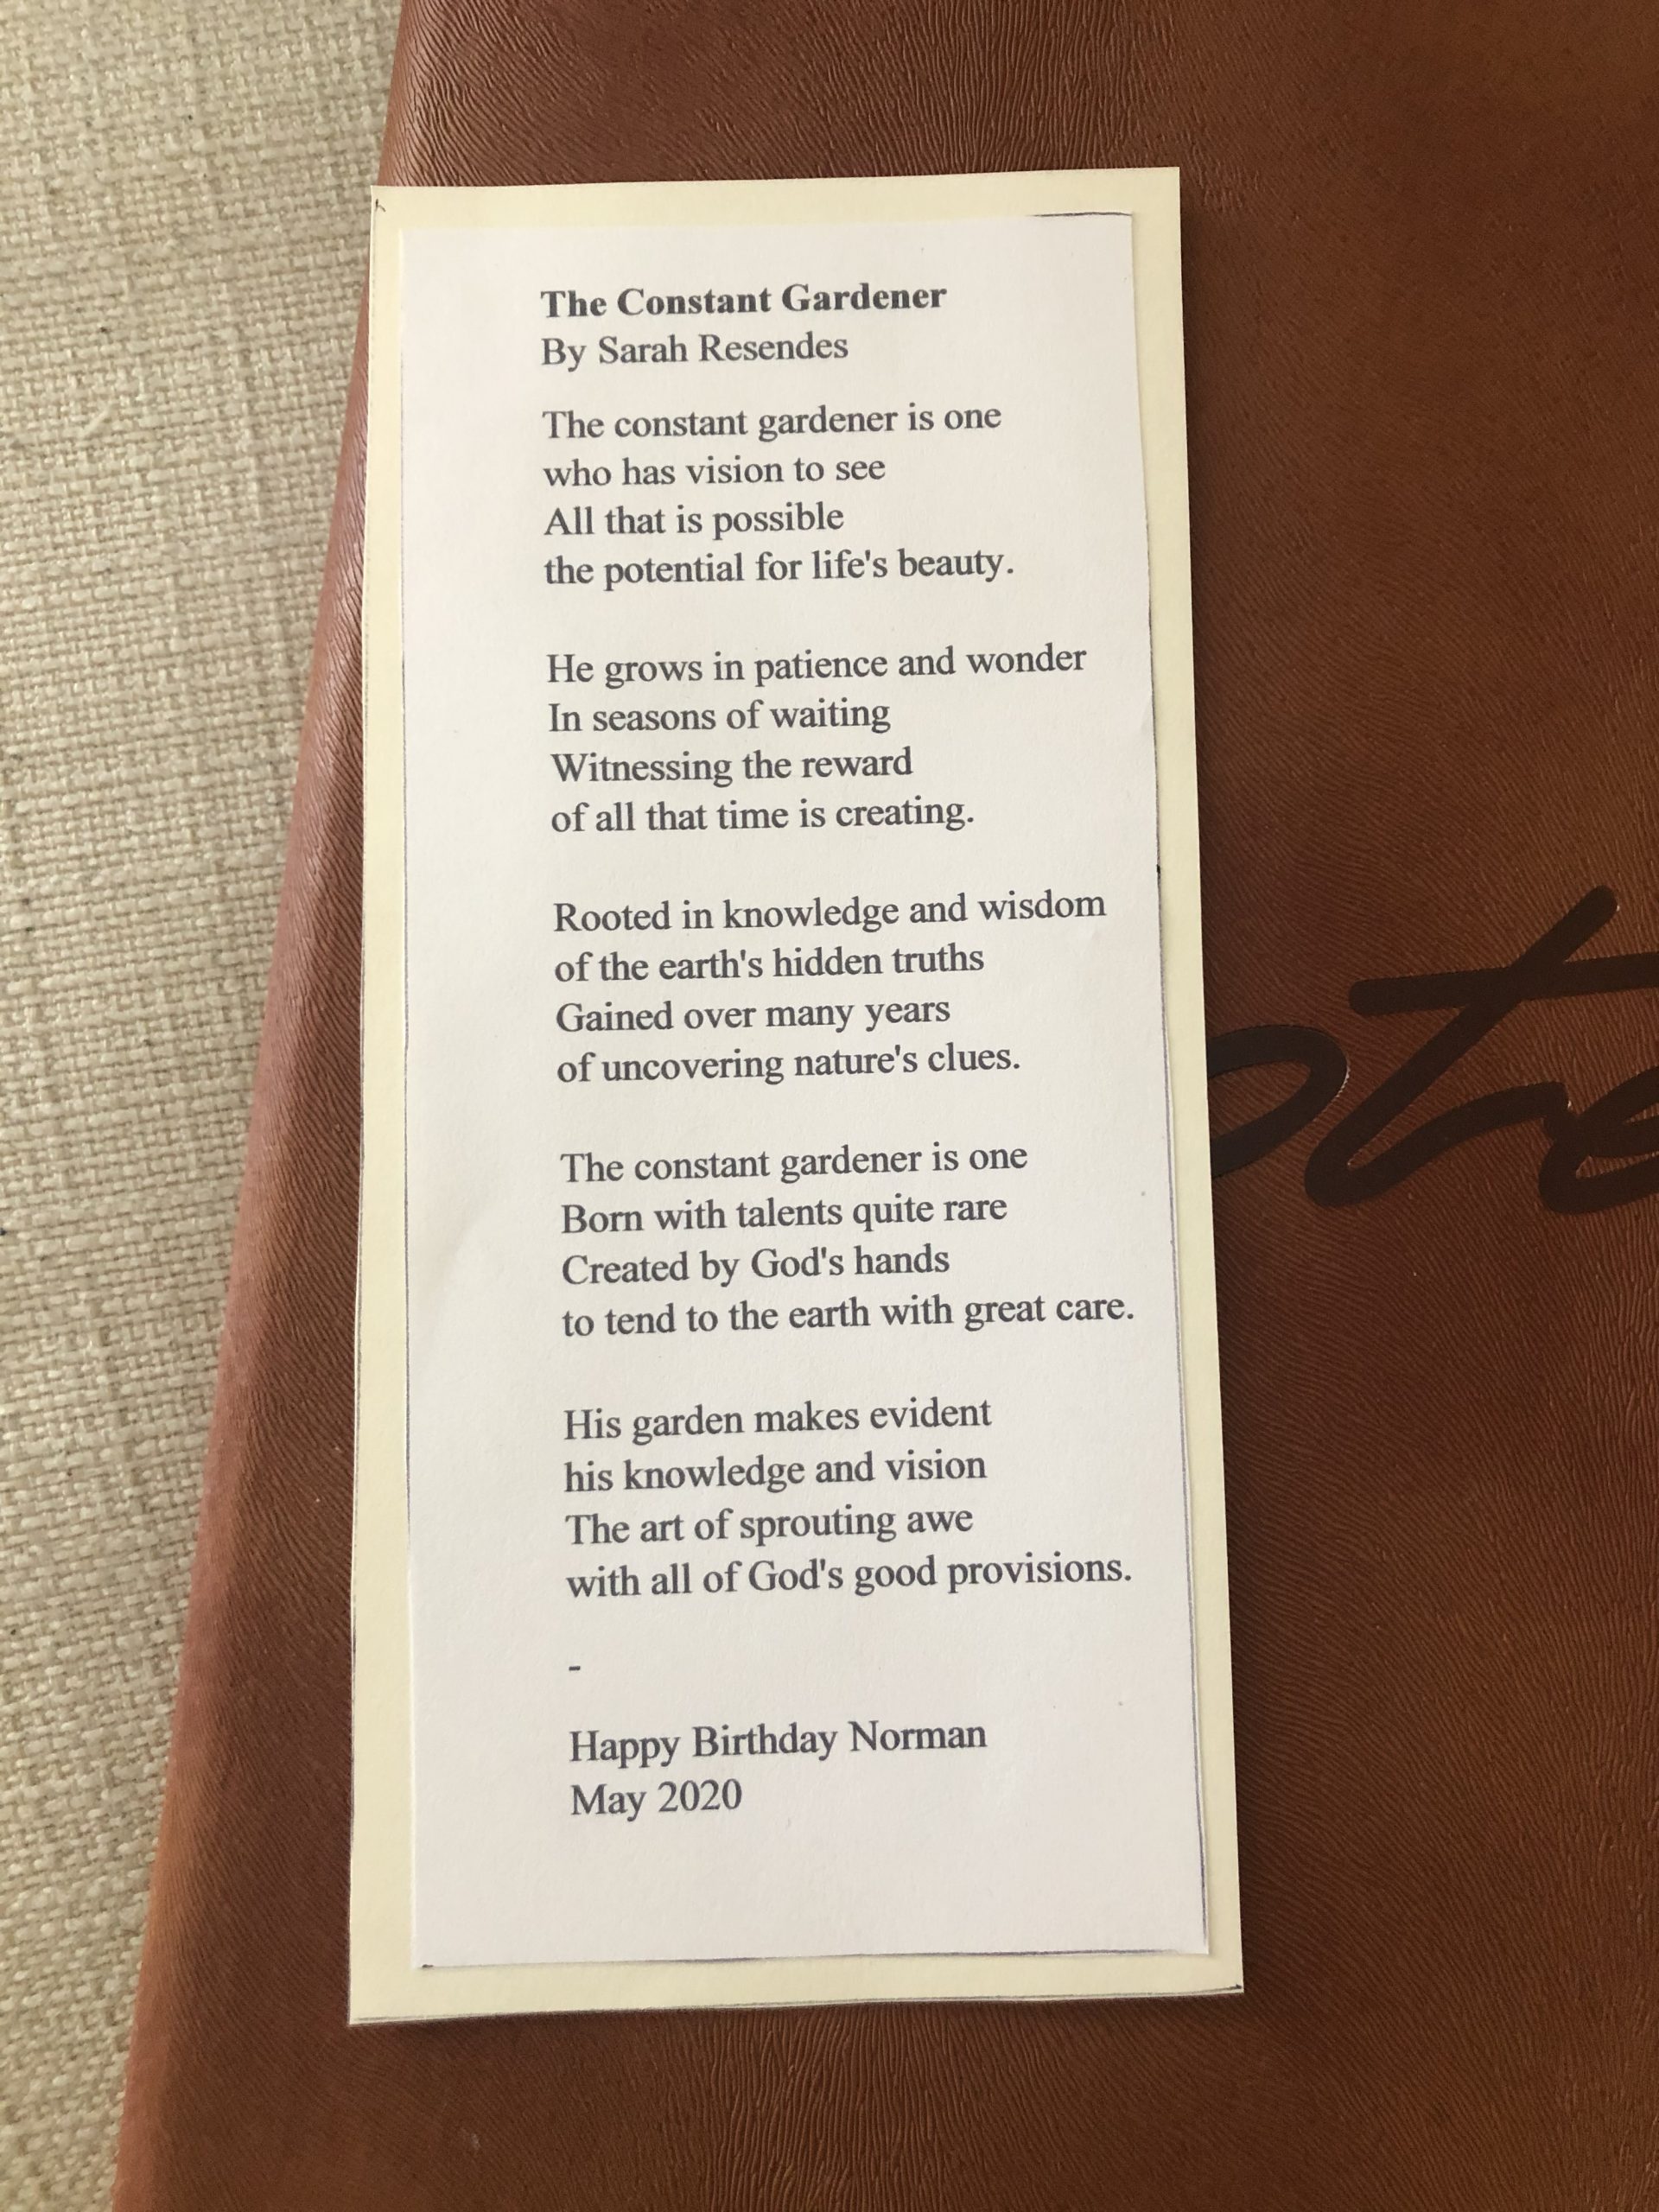 The Constant Gardener
By Sarah Resendes
The constant gardener is one
who has vision to see
All that is possible
the potential for life's beauty.
He grows in patience and wonder
In seasons of waiting
Witnessing the reward
of all that time is creating.
Rooted in knowledge and wisdom
of the earth's hidden truths
Gained over many years
of uncovering nature's clues.
The constant gardener is one
Born with talents quite rare
Created by God's hands
to tend to the earth with great care.
His garden makes evident
his knowledge and vision
The art of sprouting awe
with all of God's good provisions.
-
Happy Birthday Norman
May 2020